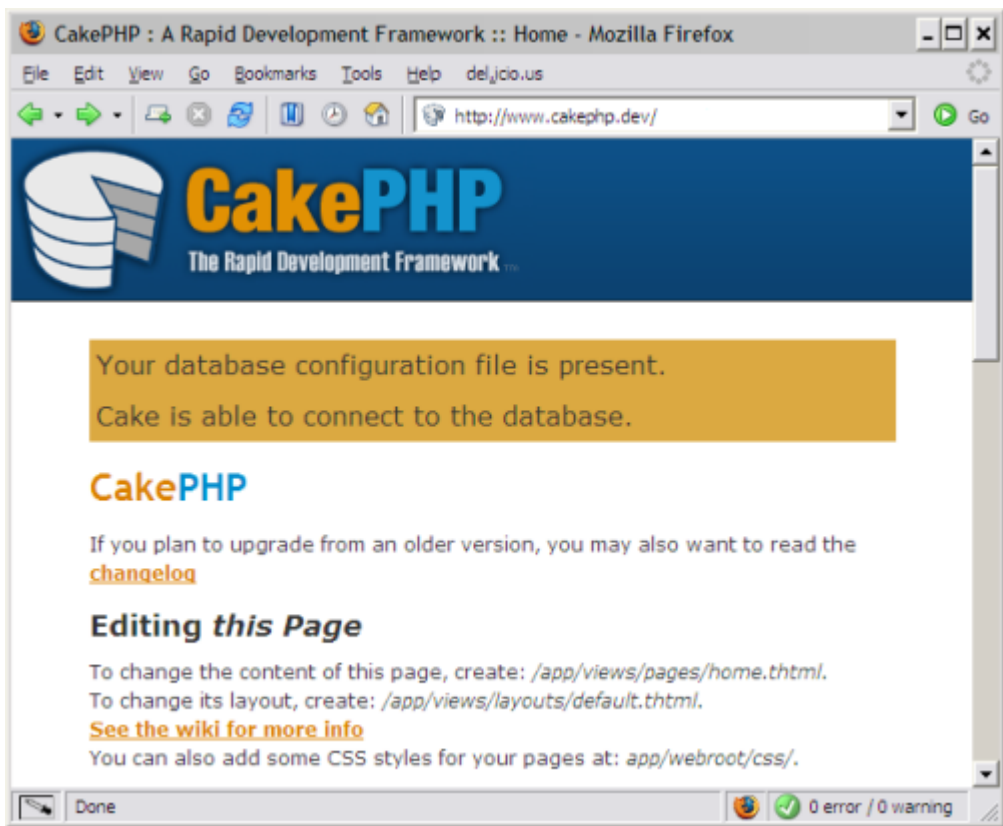 CakePHP : A Rapid Development Framework :: Home - Mozilla Firefox
File Edit View Go Bookmarks Tools Help del.icio.us
http://www.cakephp.dev/ Go
CakePHP
The Rapid Development Framework TM
Your database configuration file is present.
Cake is able to connect to the database.
CakePHP
If you plan to upgrade from an older version, you may also want to read the
changelog
Editing this Page
To change the content of this page, create: /app/views/pages/home.thtml.
To change its layout, create: /app/views/layouts/default.thtml.
See the wiki for more info
You can also add some CSS styles for your pages at: app/webroot/css/.
Done 0 error / 0 warning